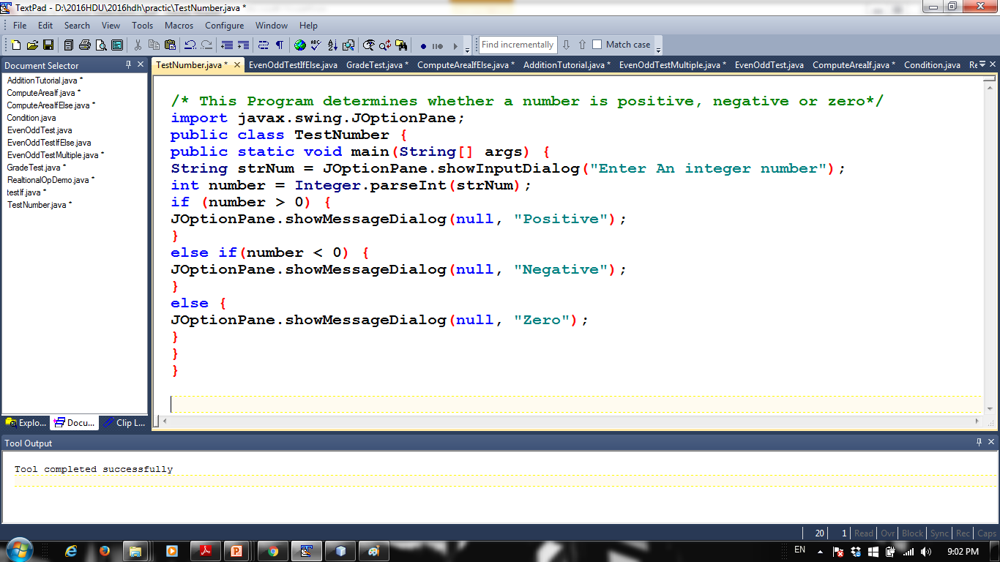 TextPad - D:\2016HDU\2016hdh\practic\TestNumber.java *
File Edit Search View Tools Macros Configure Window Help
Find incrementally Match case
Document Selector
AdditionTutorial.java *
ComputeAreaIf.java *
ComputeAreaIfElse.java *
Condition.java
EvenOddTest.java
EvenOddTestIfElse.java
EvenOddTestMultiple.java *
GradeTest.java *
RealtionalOpDemo.java *
testIf.java *
TestNumber.java *
Explo... Docu... Clip L...
TestNumber.java * EvenOddTestIfElse.java GradeTest.java * ComputeAreaIfElse.java * AdditionTutorial.java * EvenOddTestMultiple.java * EvenOddTest.java ComputeAreaIf.java * Condition.java Re
/* This Program determines whether a number is positive, negative or zero*/
import javax.swing.JOptionPane;
public class TestNumber {
public static void main(String[] args) {
String strNum = JOptionPane.showInputDialog("Enter An integer number");
int number = Integer.parseInt(strNum);
if (number > 0) {
JOptionPane.showMessageDialog(null, "Positive");
}
else if(number < 0) {
JOptionPane.showMessageDialog(null, "Negative");
}
else {
JOptionPane.showMessageDialog(null, "Zero");
}
}
}
Tool Output
Tool completed successfully
20 1 Read Ovr Block Sync Rec Caps
EN 9:02 PM